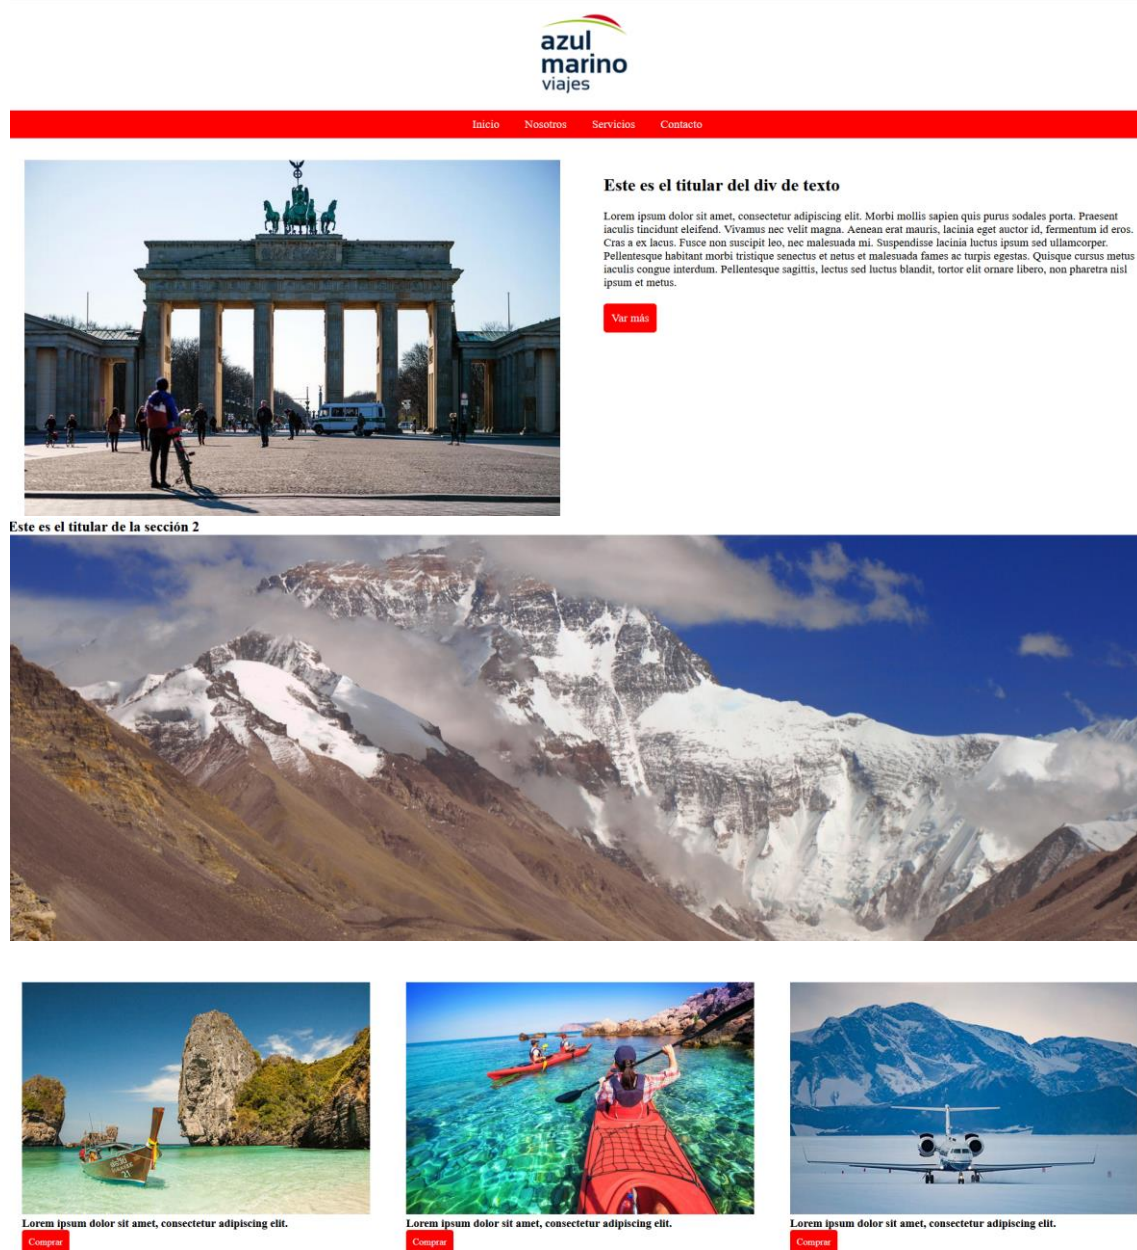 azul
marino
viajes
Inicio Nosotros Servicios Contacto
Este es el titular del div de texto
Lorem ipsum dolor sit amet, consectetur adipiscing elit. Morbi mollis sapien quis purus sodales porta. Praesent
iaculis tincidunt eleifend. Vivamus nec velit magna. Aenean erat mauris, lacinia eget auctor id, fermentum id eros.
Cras a ex lacus. Fusce non suscipit leo, nec malesuada mi. Suspendisse lacinia luctus ipsum sed ullamcorper.
Pellentesque habitant morbi tristique senectus et netus et malesuada fames ac turpis egestas. Quisque cursus metus
iaculis congue interdum. Pellentesque sagittis, lectus sed luctus blandit, tortor elit ornare libero, non pharetra nisl
ipsum et metus.
Var más
Este es el titular de la sección 2
Lorem ipsum dolor sit amet, consectetur adipiscing elit.
Comprar
Lorem ipsum dolor sit amet, consectetur adipiscing elit.
Comprar
Lorem ipsum dolor sit amet, consectetur adipiscing elit.
Comprar